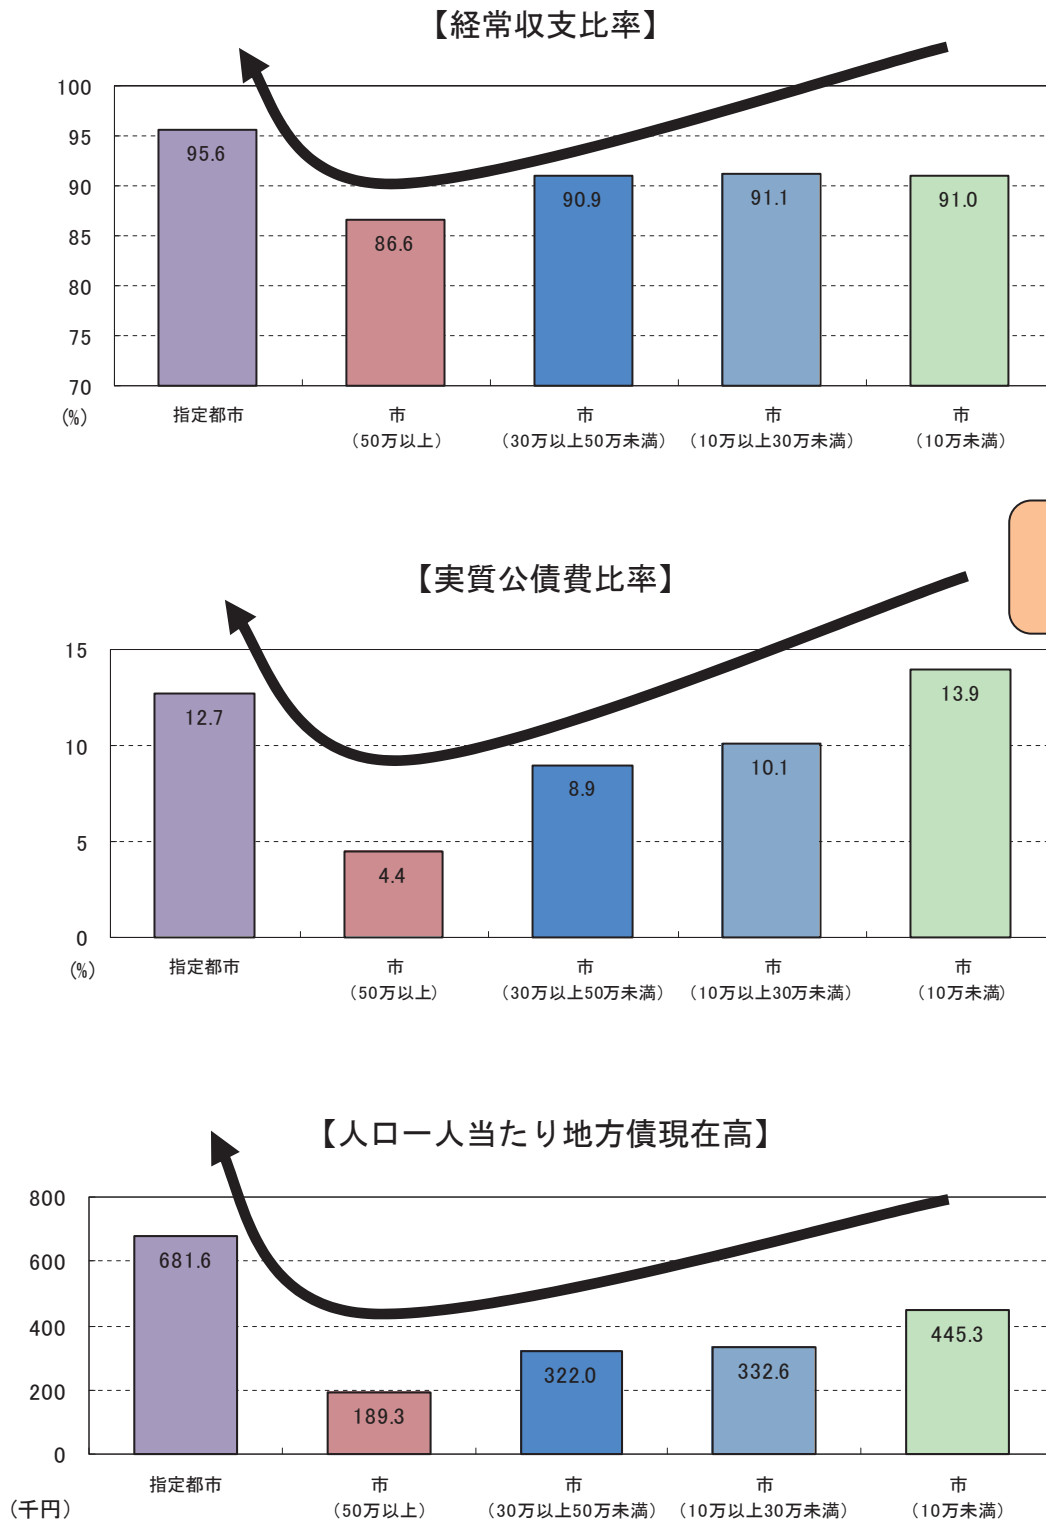 【経常収支比率】
100
95
90
85
80
75
70
(%)
95.6
86.6
90.9
91.1
91.0
指定都市
市
(50万以上)
市
(30万以上50万未満)
市
(10万以上30万未満)
市
(10万未満)
【実質公債費比率】
15
10
5
0
(%)
12.7
4.4
8.9
10.1
13.9
指定都市
市
(50万以上)
市
(30万以上50万未満)
市
(10万以上30万未満)
市
(10万未満)
【人口一人当たり地方債現在高】
800
600
400
200
0
(千円)
681.6
189.3
322.0
332.6
445.3
指定都市
市
(50万以上)
市
(30万以上50万未満)
市
(10万以上30万未満)
市
(10万未満)